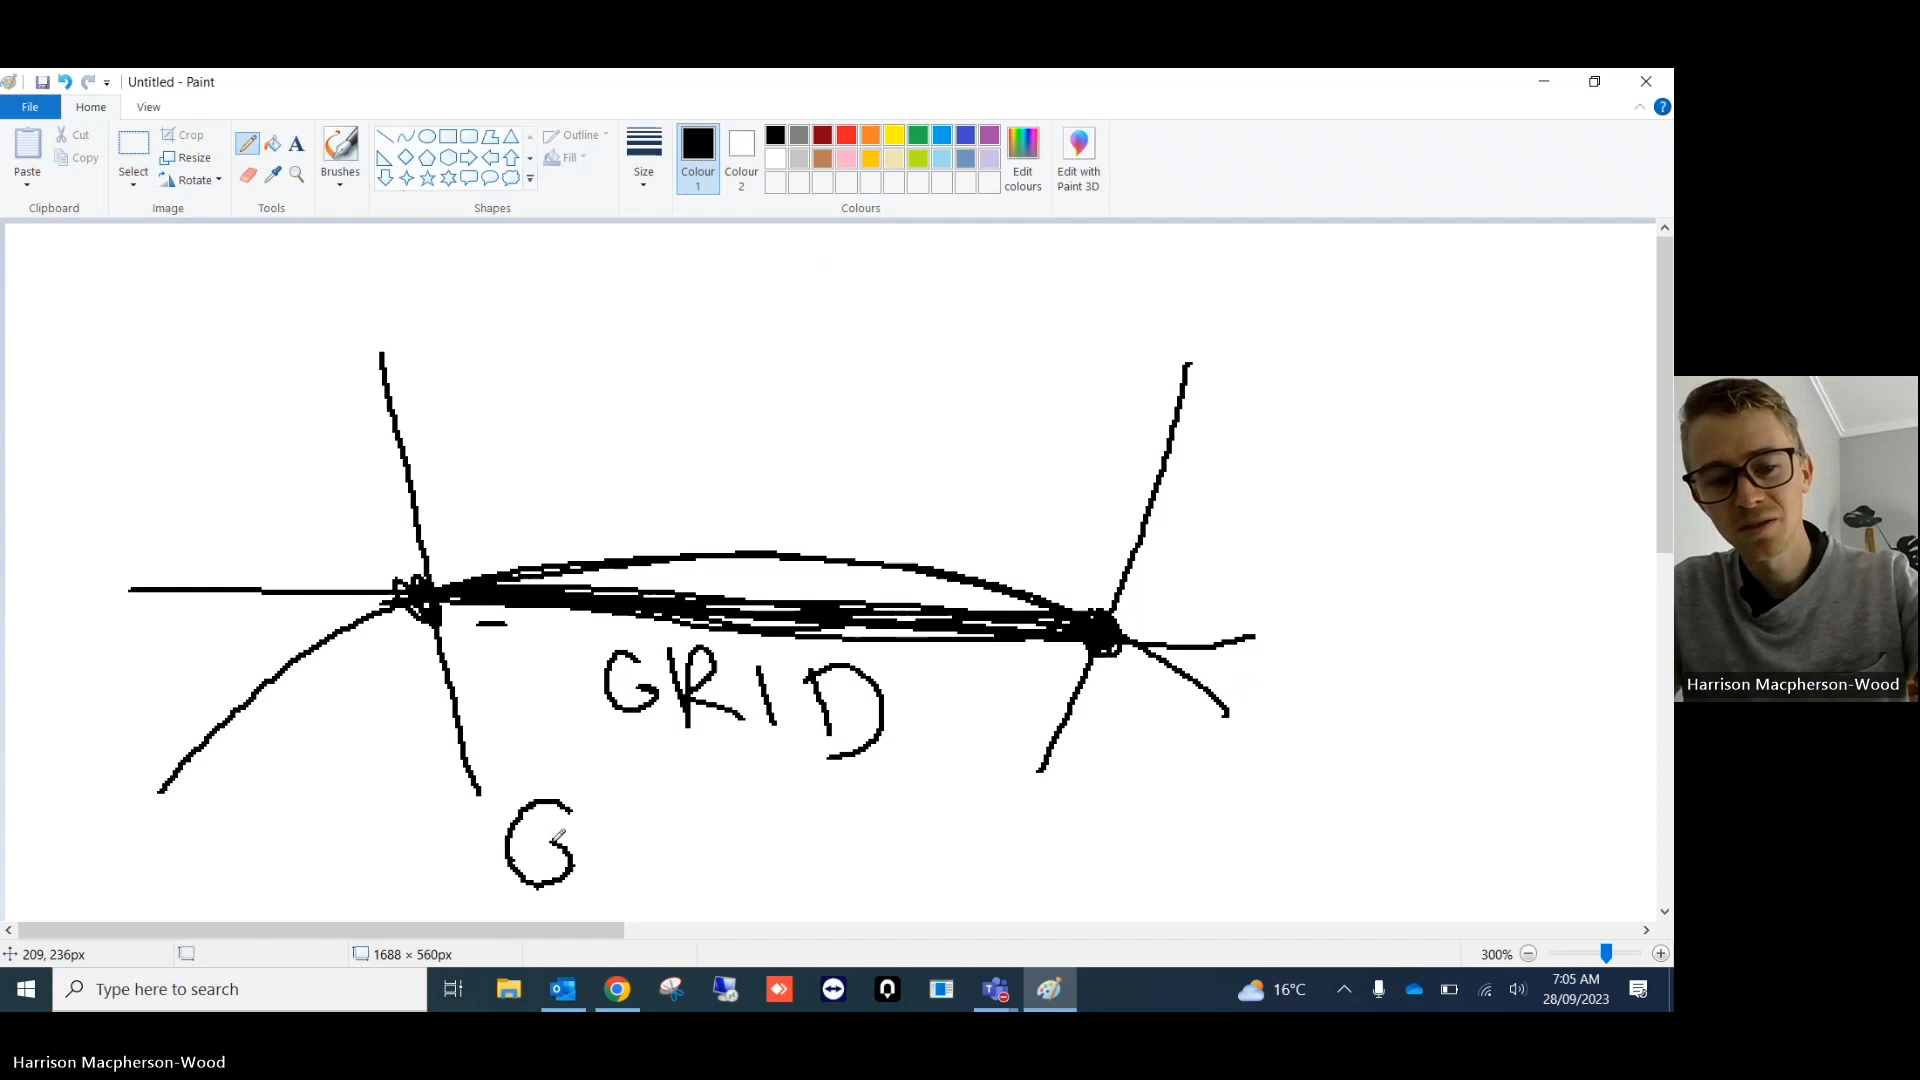 Untitled - Paint
File Home View
Paste
Cut
Copy
Clipboard
Select
Crop
Resize
Rotate
Image
Tools
Brushes
Shapes
Outline
Fill
Size
Colour 1
Colour 2
Edit colours
Colours
Edit with Paint 3D
GRID
G
Harrison Macpherson-Wood
209, 236px
1688 × 560px
300%
Type here to search
16°C
7:05 AM
28/09/2023
Harrison Macpherson-Wood